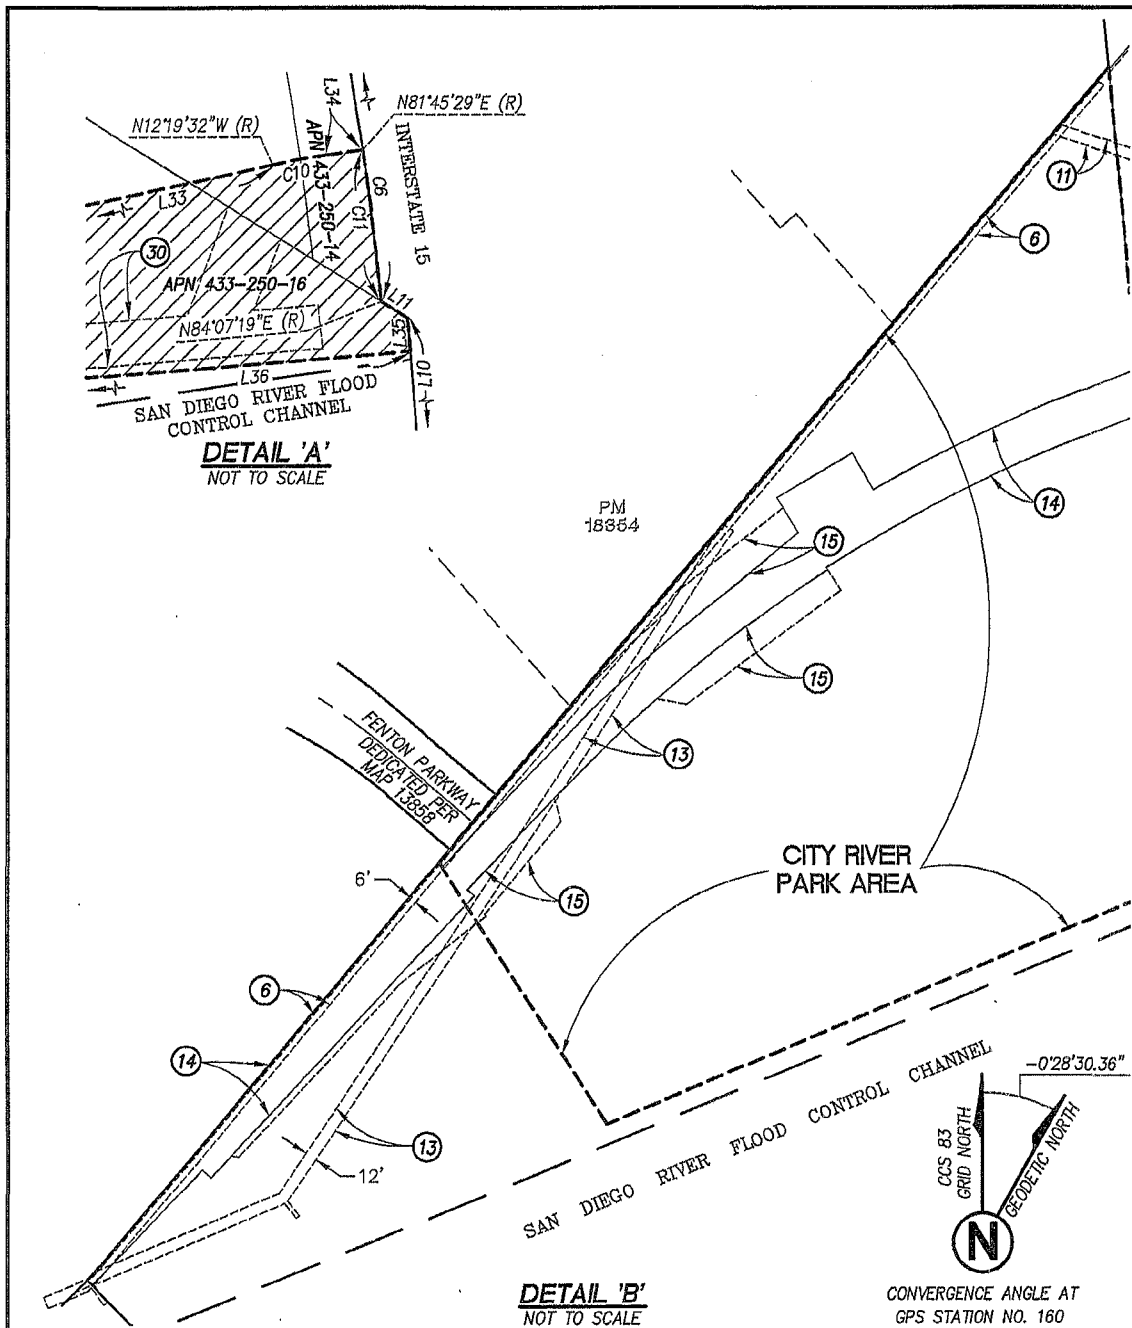 N12°19'32"W (R)
L34
N81°45'29"E (R)
APN 433-250-14
INTERSTATE 15
C10
C6
C11
L33
30
APN 433-250-16
L11
N84°07'19"E (R)
L35
L36
L10
SAN DIEGO RIVER FLOOD
CONTROL CHANNEL
DETAIL 'A'
NOT TO SCALE
11
6
PM
18354
14
15
15
13
FENTON PARKWAY
DEDICATED PER
MAP 13858
CITY RIVER
PARK AREA
6'
15
6
14
13
12'
SAN DIEGO RIVER FLOOD CONTROL CHANNEL
-0°28'30.36"
CCS 83
GRID NORTH
GEODETIC NORTH
N
CONVERGENCE ANGLE AT
GPS STATION NO. 160
DETAIL 'B'
NOT TO SCALE